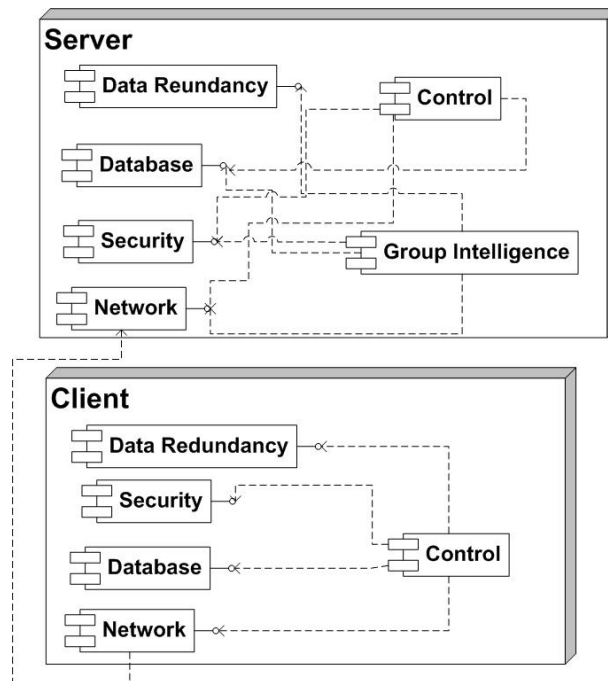 Server
Data Reundancy
Control
Database
Security
Group Intelligence
Network
Client
Data Redundancy
Security
Control
Database
Network